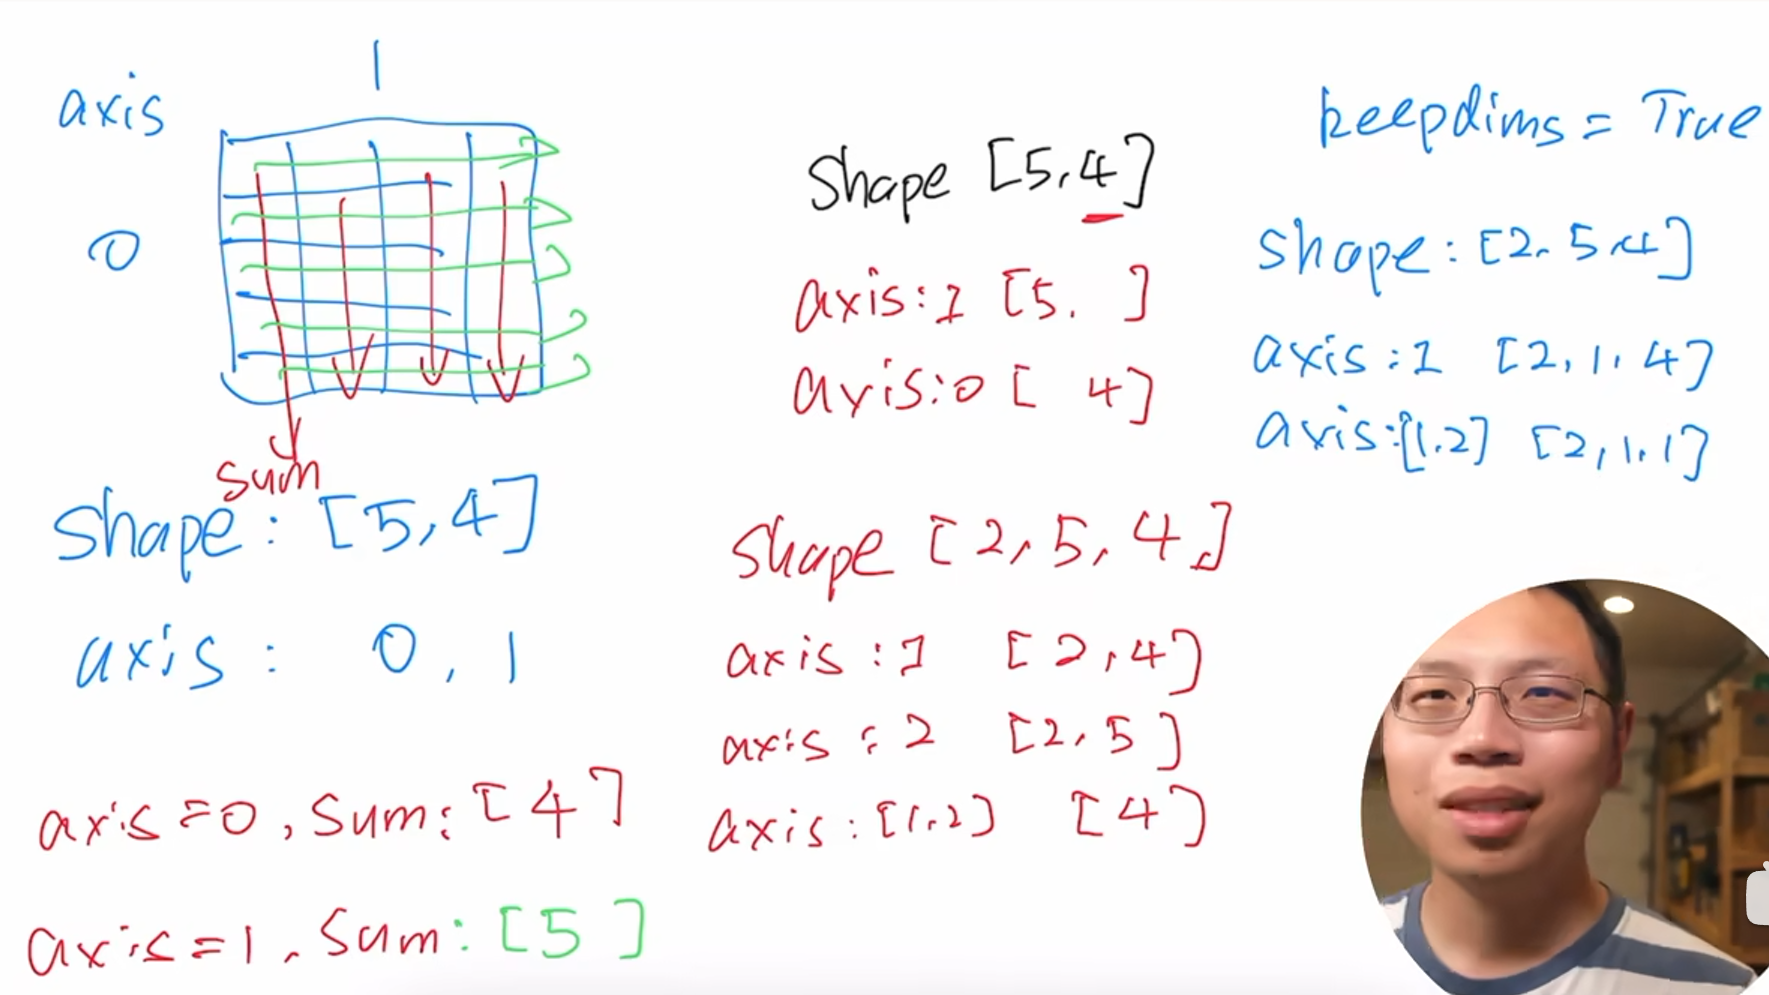 axis
1
0
sum
shape: [5,4]
axis: 0, 1
axis=0, sum: [4]
axis=1, sum: [5]
shape [5,4]
axis:1 [5. ]
axis:0 [ 4]
shape [2,5,4,]
axis:1 [2,4]
axis:2 [2,5]
axis:[1,2] [4]
keepdims = True
shape: [2,5,4]
axis:1 [2,1,4]
axis:[1,2] [2,1,1]